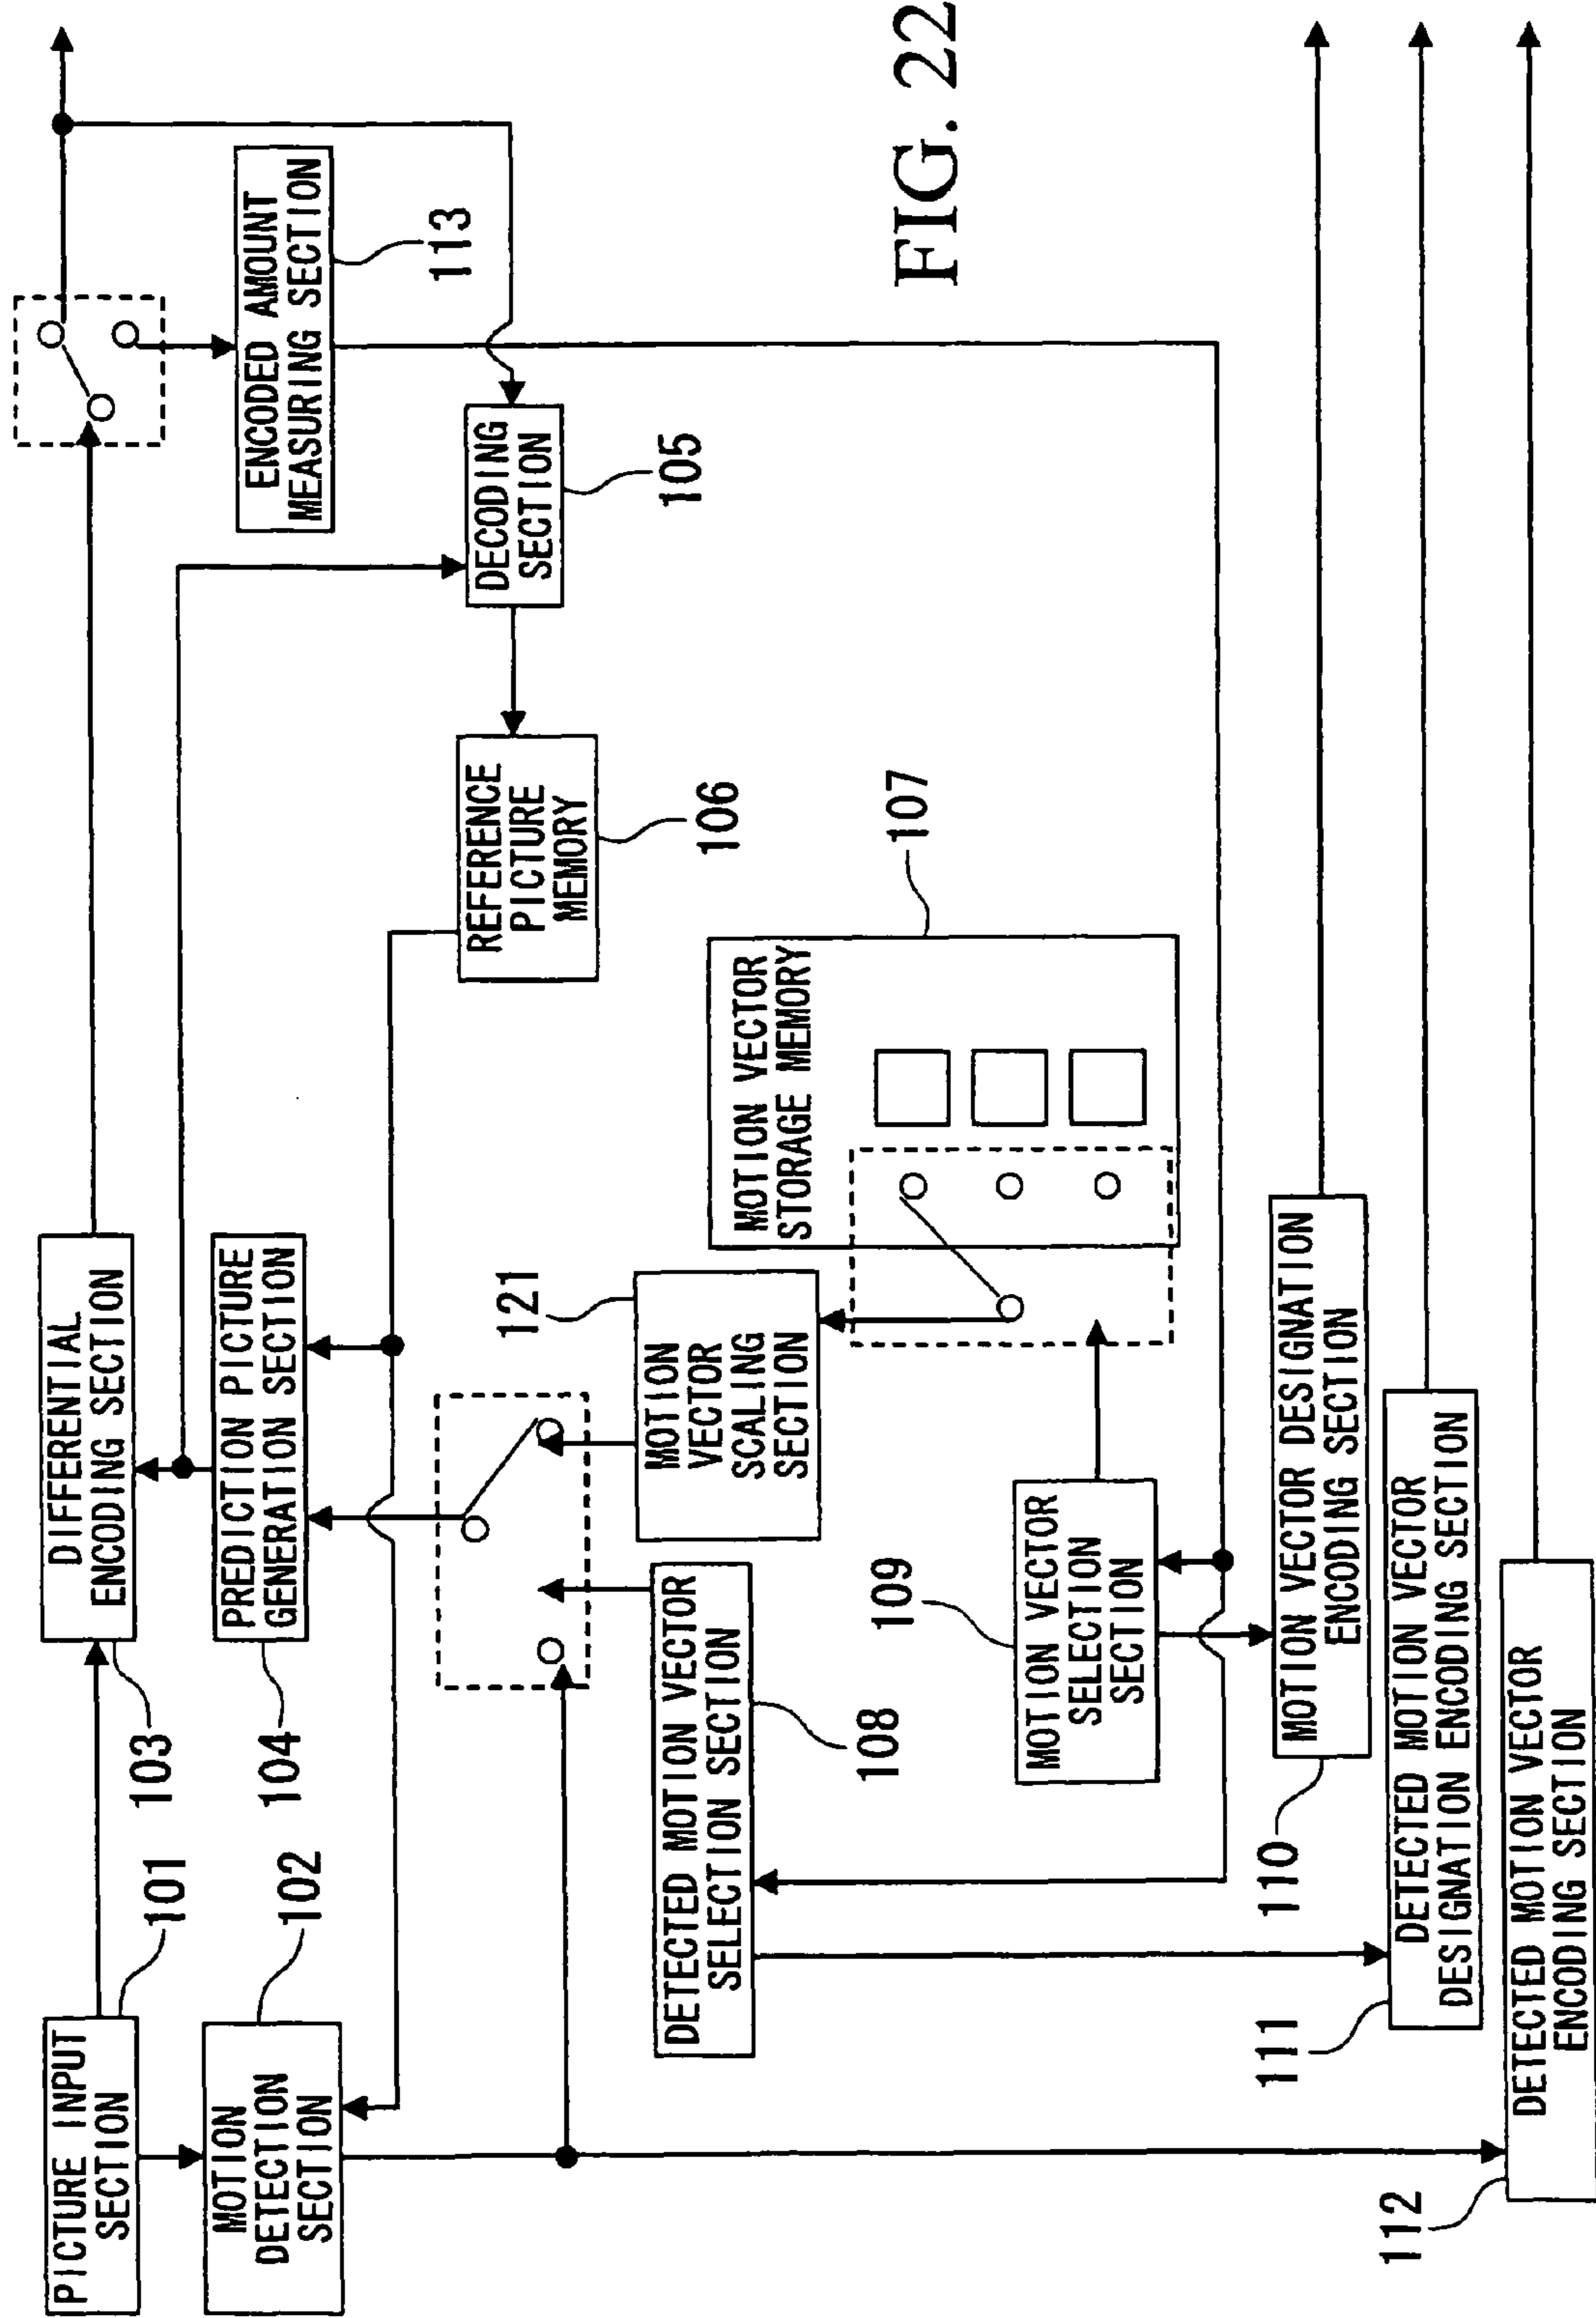 PICTURE INPUT
SECTION
101
MOTION
DETECTION
SECTION
102
DIFFERENTIAL
ENCODING SECTION
103
PREDICTION PICTURE
GENERATION SECTION
104
ENCODED AMOUNT
MEASURING SECTION
113
DECODING
SECTION
105
REFERENCE
PICTURE
MEMORY
106
MOTION VECTOR
STORAGE MEMORY
107
MOTION
VECTOR
SCALING
SECTION
121
DETECTED MOTION VECTOR
SELECTION SECTION
108
MOTION VECTOR
SELECTION
SECTION
109
MOTION VECTOR DESIGNATION
ENCODING SECTION
110
DETECTED MOTION VECTOR
DESIGNATION ENCODING SECTION
111
DETECTED MOTION VECTOR
ENCODING SECTION
112
FIG. 22